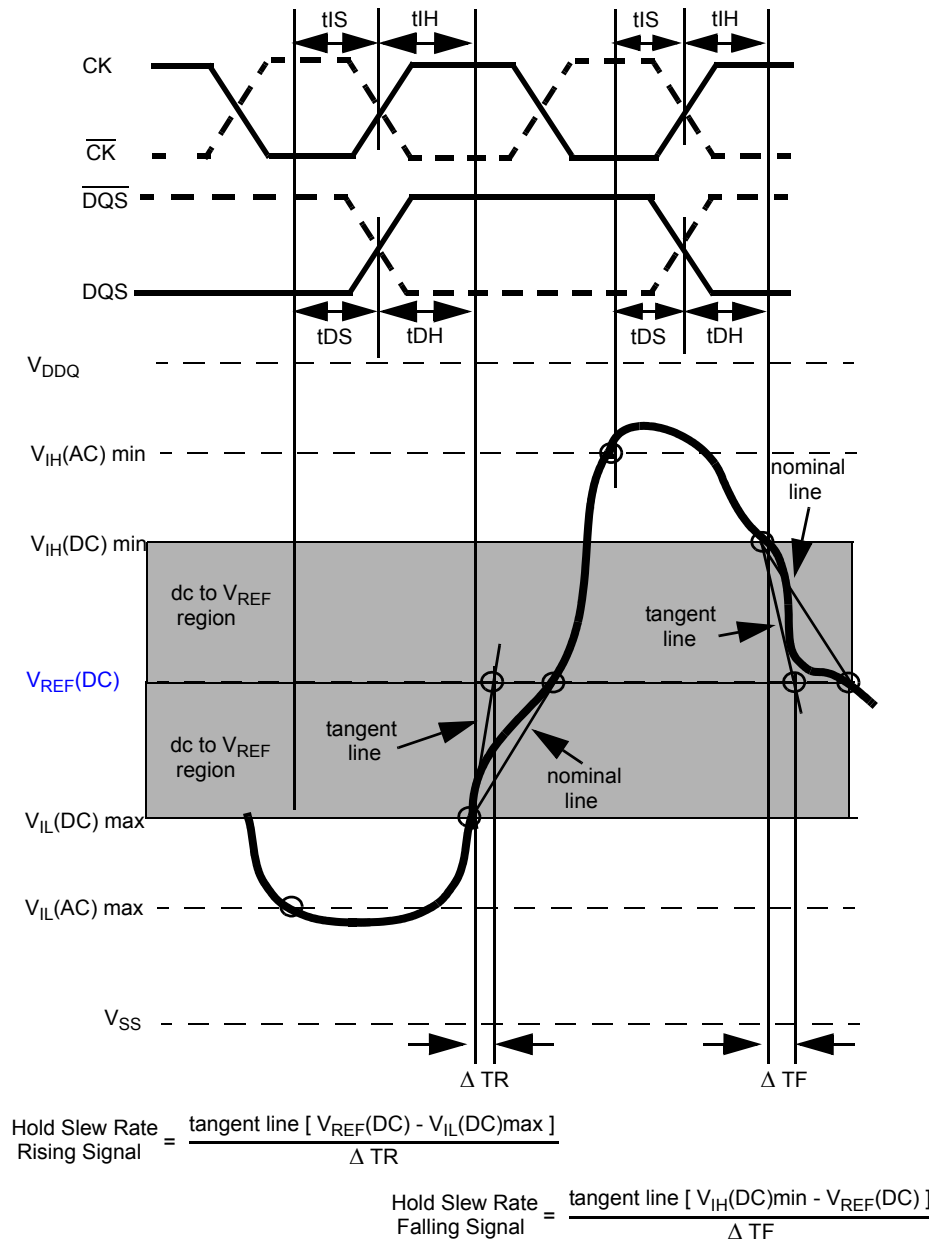 tIS tIH tIS tIH
CK
CK
DQS
DQS
tDS tDH tDS tDH
VDDQ
VIH(AC) min
nominal
line
VIH(DC) min
dc to VREF
region
tangent
line
VREF(DC)
tangent
line
dc to VREF
region
nominal
line
VIL(DC) max
VIL(AC) max
VSS
Δ TR Δ TF
Hold Slew Rate
Rising Signal = tangent line [ VREF(DC) - VIL(DC)max ]
Δ TR
Hold Slew Rate
Falling Signal = tangent line [ VIH(DC)min - VREF(DC) ]
Δ TF